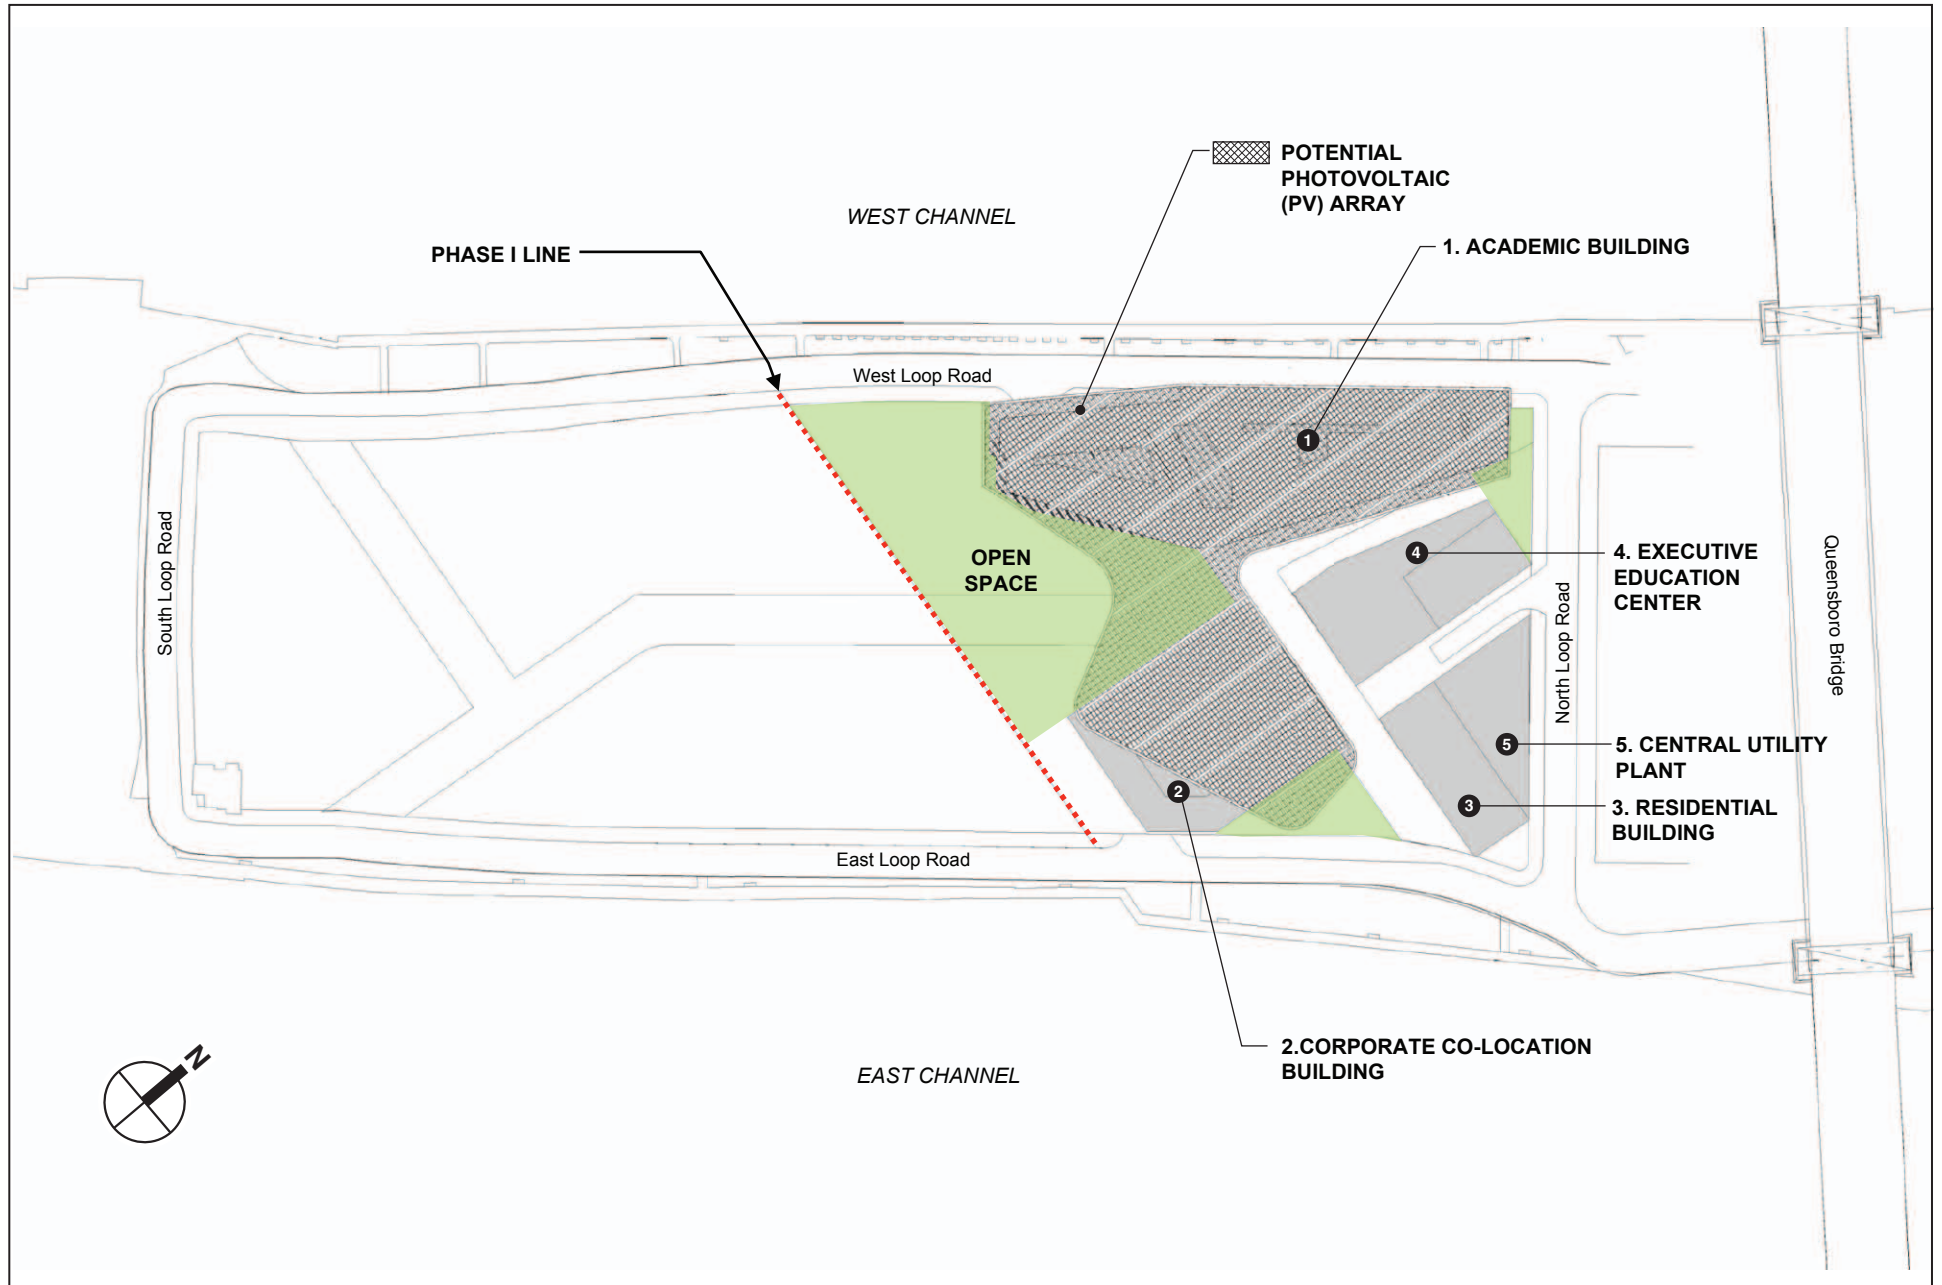 POTENTIAL
PHOTOVOLTAIC
(PV) ARRAY
WEST CHANNEL
PHASE I LINE
1. ACADEMIC BUILDING
West Loop Road
1
OPEN
SPACE
4
4. EXECUTIVE
EDUCATION
CENTER
South Loop Road
North Loop Road
Queensboro Bridge
5
5. CENTRAL UTILITY
PLANT
2
3
3. RESIDENTIAL
BUILDING
East Loop Road
2.CORPORATE CO-LOCATION
BUILDING
EAST CHANNEL
N